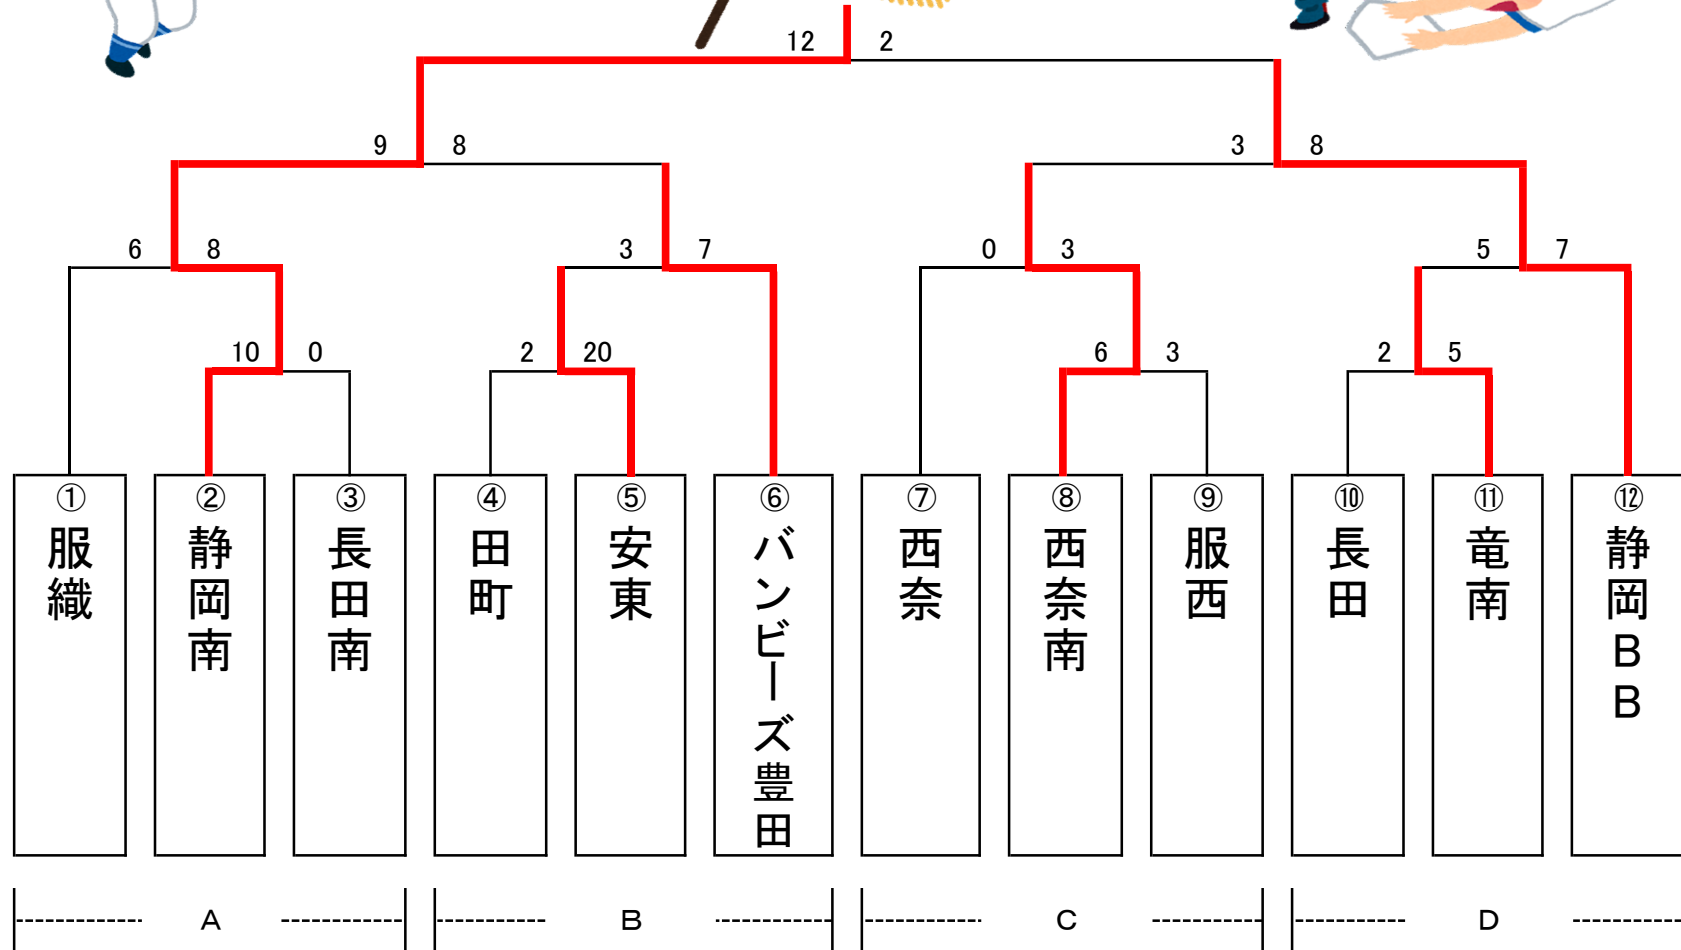 12 2
9 8
3 8
6 8
3 7
0 3
5 7
10 0
2 20
6 3
2 5
① 服織
② 静岡南
③ 長田南
④ 田町
⑤ 安東
⑥ バンビーズ豊田
⑦ 西奈
⑧ 西奈南
⑨ 服西
⑩ 長田
⑪ 竜南
⑫ 静岡BB
A
B
C
D